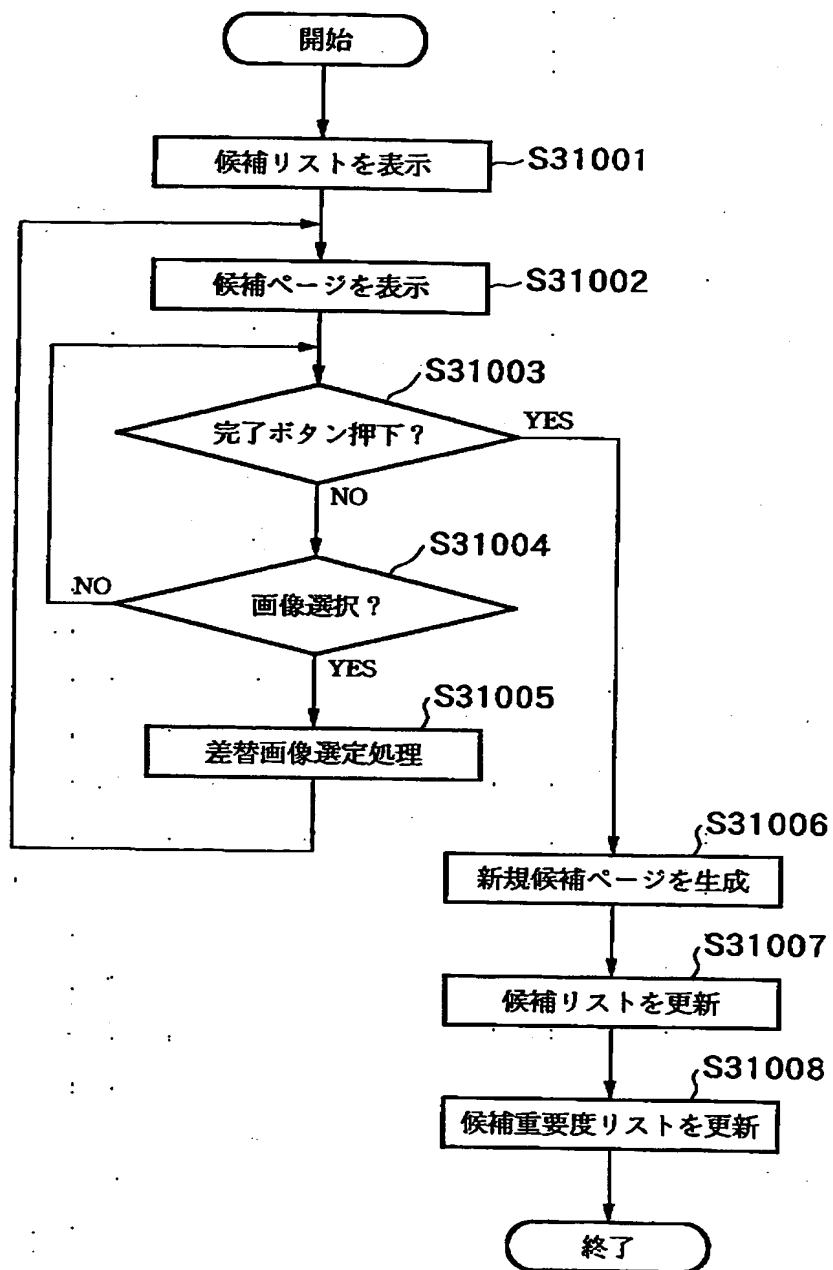 開始
候補リストを表示
S31001
候補ページを表示
S31002
S31003
完了ボタン押下？
YES
NO
S31004
画像選択？
NO
YES
S31005
差替画像選定処理
S31006
新規候補ページを生成
S31007
候補リストを更新
S31008
候補重要度リストを更新
終了